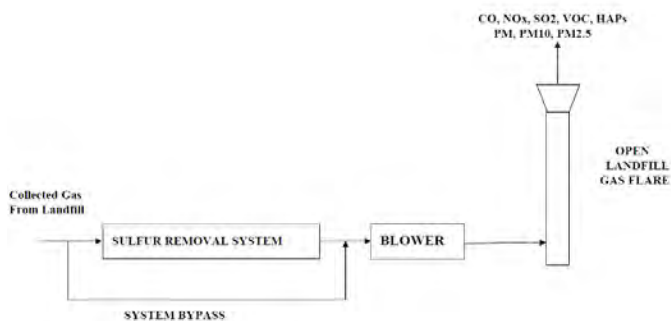 CO, NOx, SO2, VOC, HAPs
PM, PM10, PM2.5
OPEN
LANDFILL
GAS FLARE
Collected Gas
From Landfill
SULFUR REMOVAL SYSTEM
BLOWER
SYSTEM BYPASS